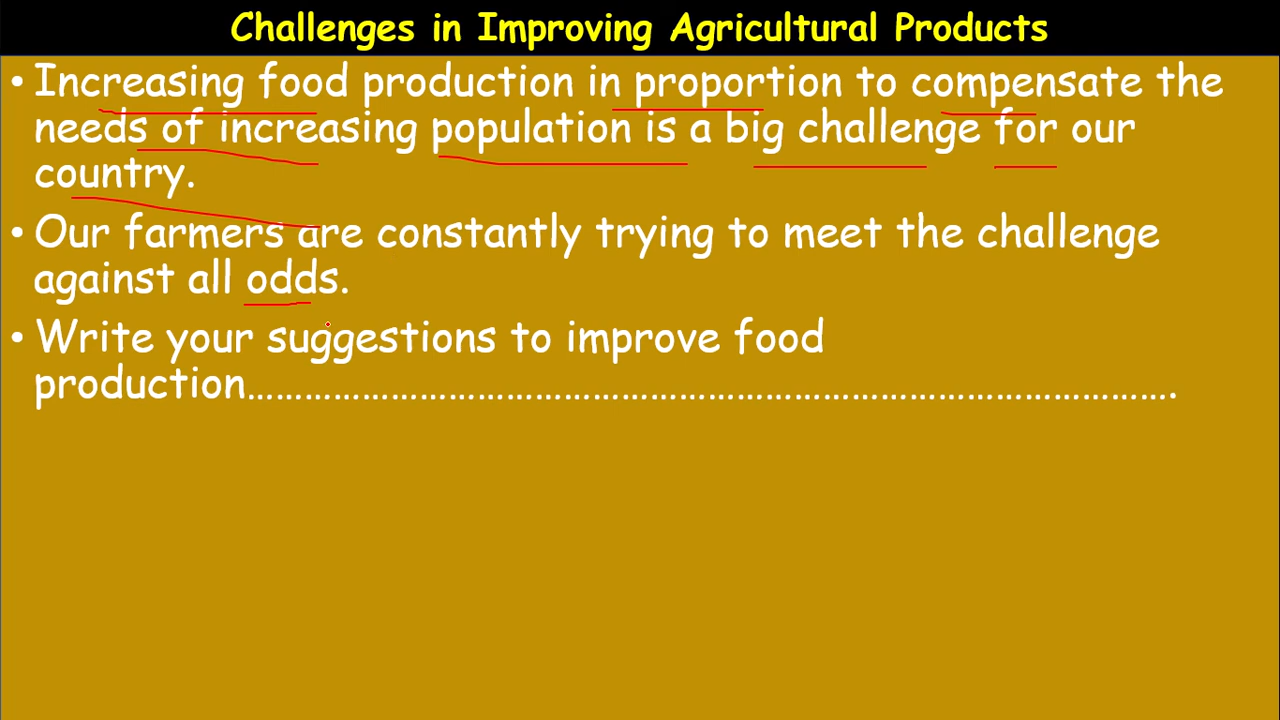 Challenges in Improving Agricultural Products
• Increasing food production in proportion to compensate the
needs of increasing population is a big challenge for our
country.
• Our farmers are constantly trying to meet the challenge
against all odds.
• Write your suggestions to improve food
production……………………………………………………………………………………….